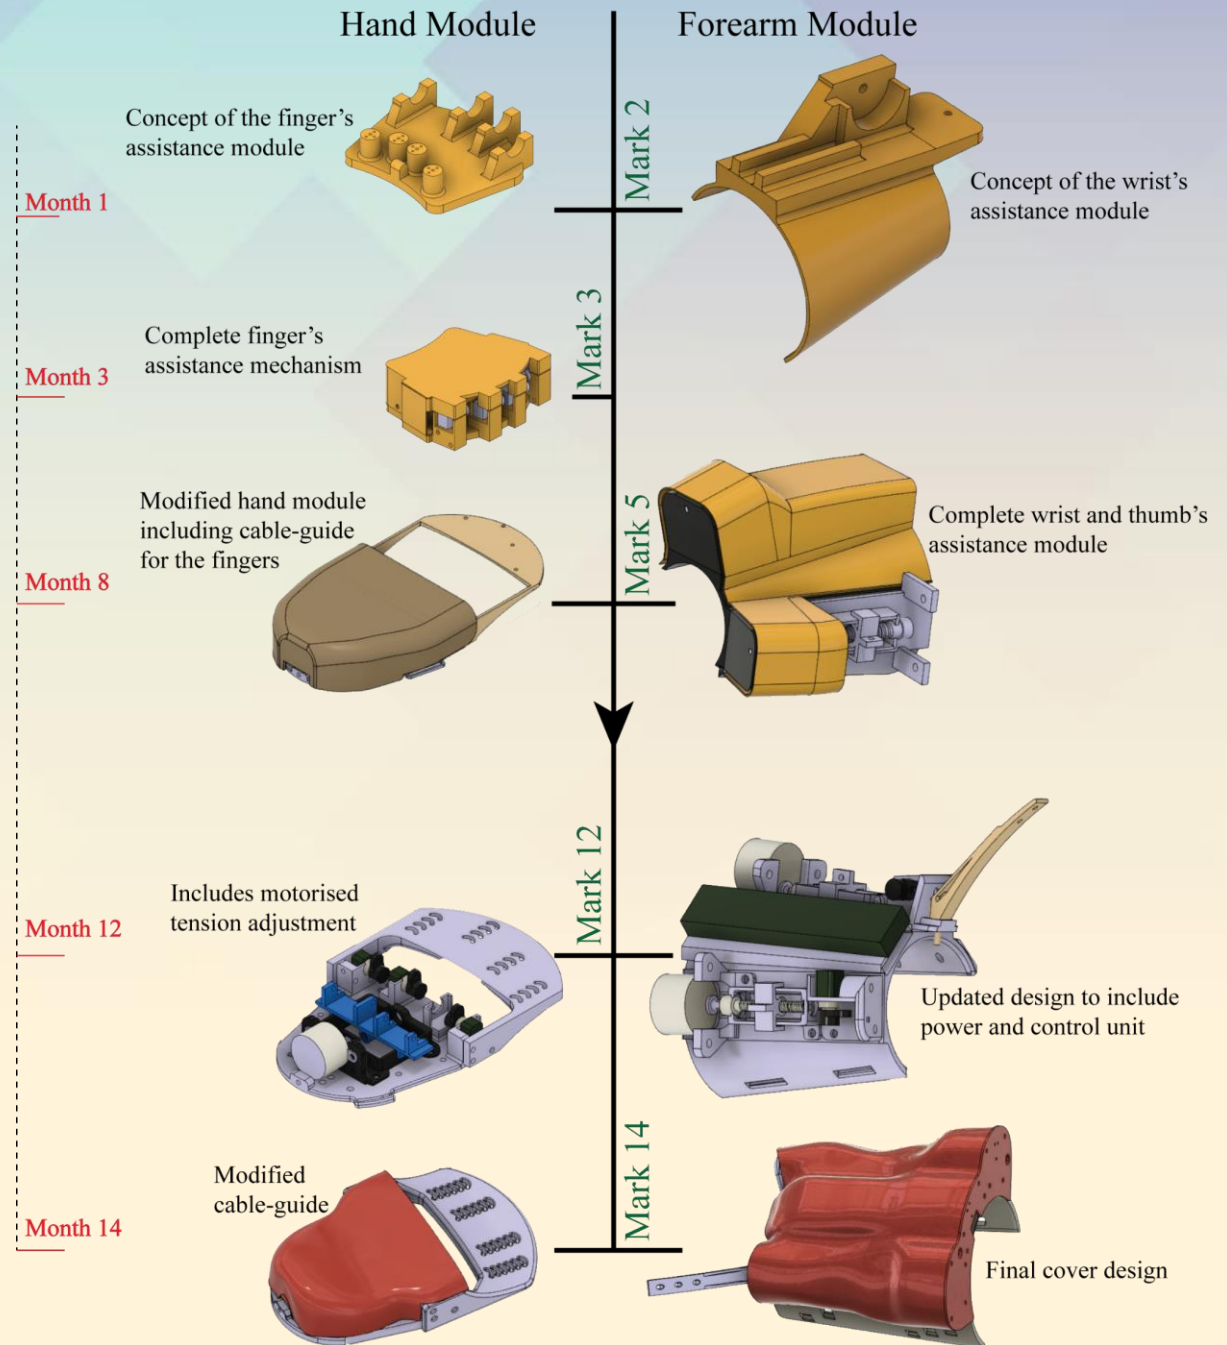 Hand Module
Forearm Module
Concept of the finger’s
assistance module
Mark 2
Concept of the wrist’s
assistance module
Month 1
Complete finger’s
assistance mechanism
Mark 3
Month 3
Modified hand module
including cable-guide
for the fingers
Mark 5
Complete wrist and thumb’s
assistance module
Month 8
Includes motorised
tension adjustment
Mark 12
Updated design to include
power and control unit
Month 12
Modified
cable-guide
Mark 14
Final cover design
Month 14